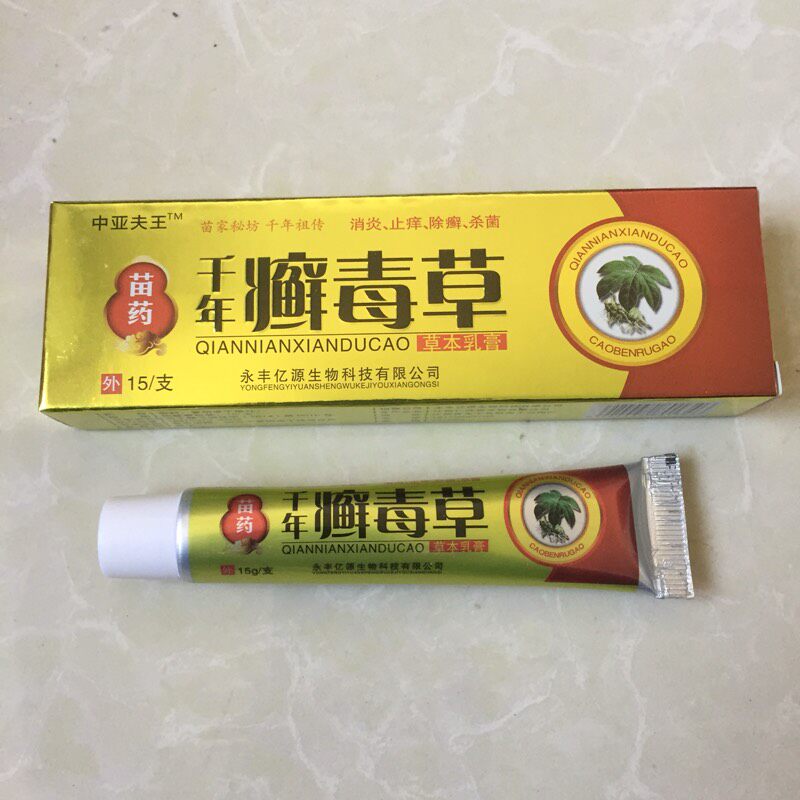 中亚夫王™
苗家秘坊 千年祖传
消炎、止痒、除癣、杀菌
苗药
千年癣毒草
QIANNIANXIANDUCAO
草本乳膏
外 15/支
永丰亿源生物科技有限公司
YONGFENGYIYUANSHENGWUKEJIYOUXIANGONGSI
QIANNIANXIANDUCAO
CAOBENRUGAO
苗药
千年癣毒草
QIANNIANXIANDUCAO
草本乳膏
外 15g/支
永丰亿源生物科技有限公司
QIANNIANXIANDUCAO
CAOBENRUGAO